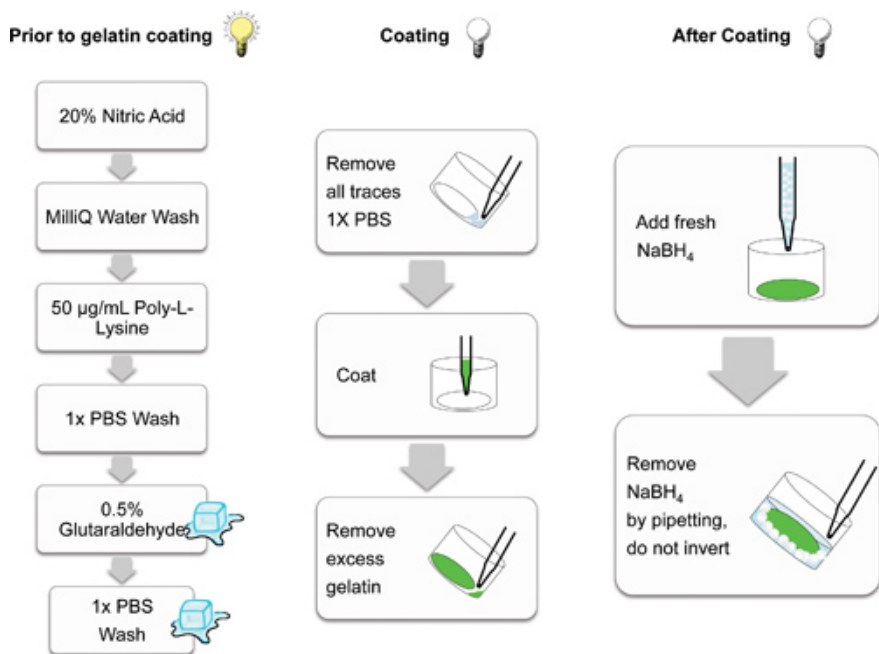 Prior to gelatin coating
20% Nitric Acid
MilliQ Water Wash
50 µg/mL Poly-L-
Lysine
1x PBS Wash
0.5%
Glutaraldehyde
1x PBS
Wash
Coating
Remove
all traces
1X PBS
Coat
Remove
excess
gelatin
After Coating
Add fresh
NaBH₄
Remove
NaBH₄
by pipetting,
do not invert